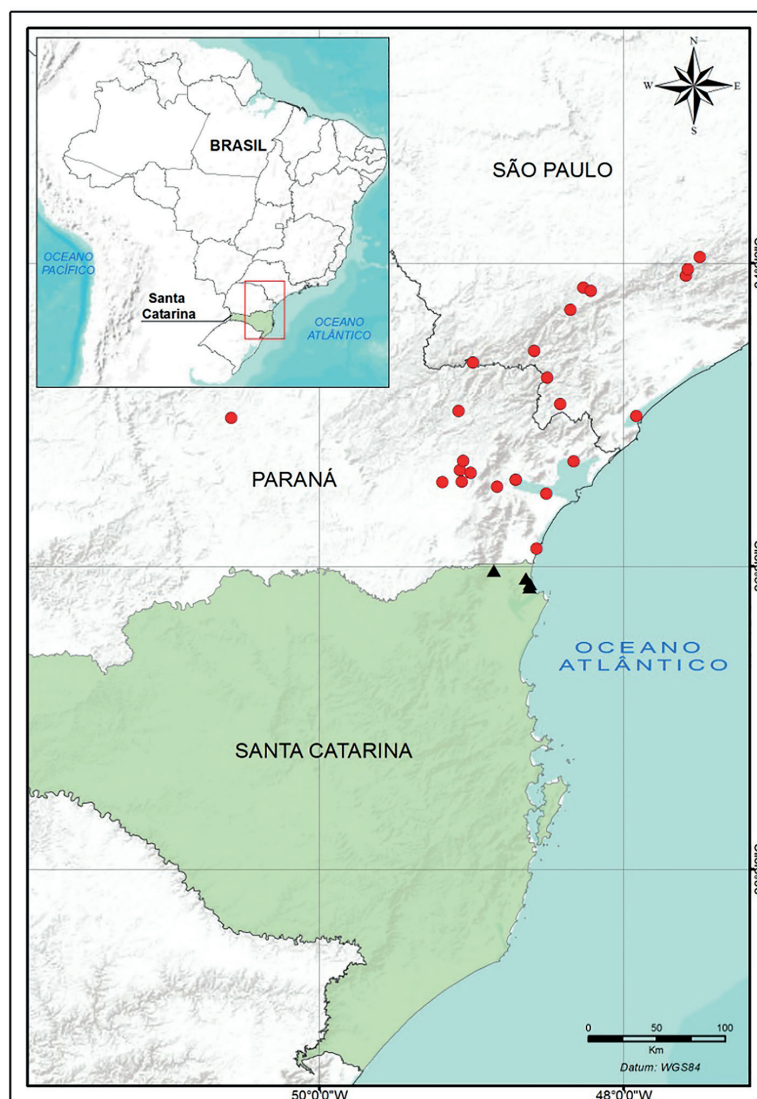 BRASIL
OCEANO
PACÍFICO
Santa
Catarina
OCEANO
ATLÂNTICO
N
W
E
S
SÃO PAULO
PARANÁ
OCEANO
ATLÂNTICO
SANTA CATARINA
0 50 100
Km
Datum: WGS84
50°0'0"W 48°0'0"W